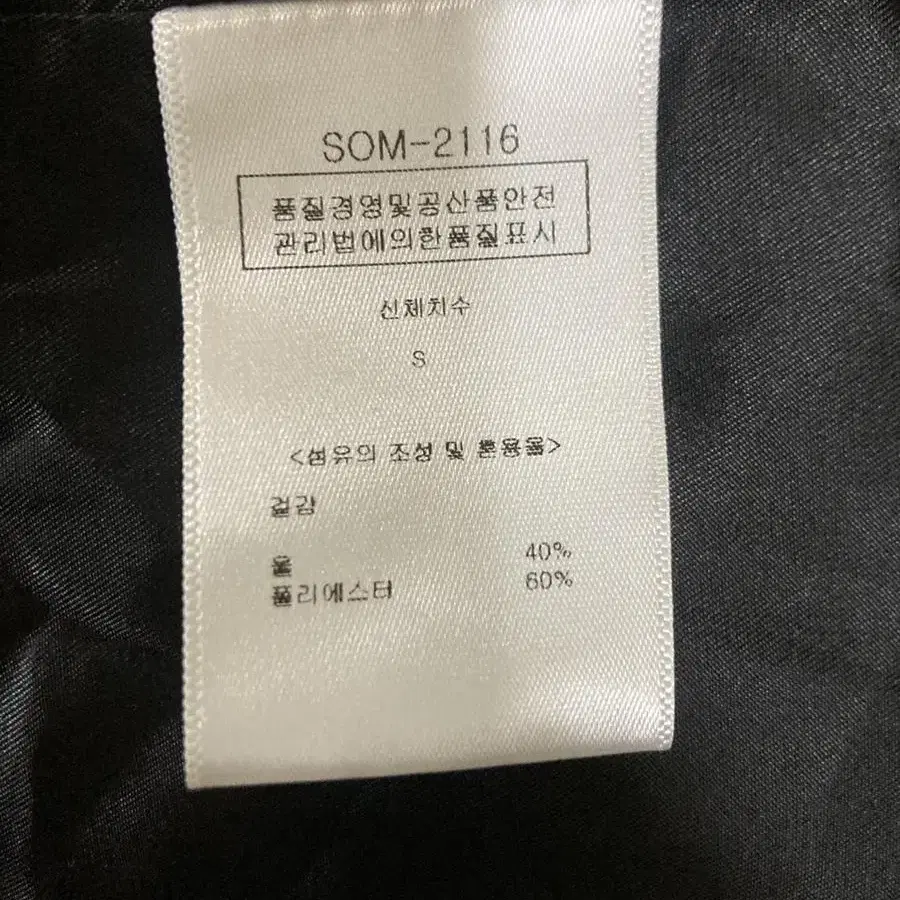 SOM-2116
품질경영및공산품안전
관리법에의한품질표시
신체치수
S
<섬유의 조성 및 혼용율>
겉감
울 40%
폴리에스터 60%